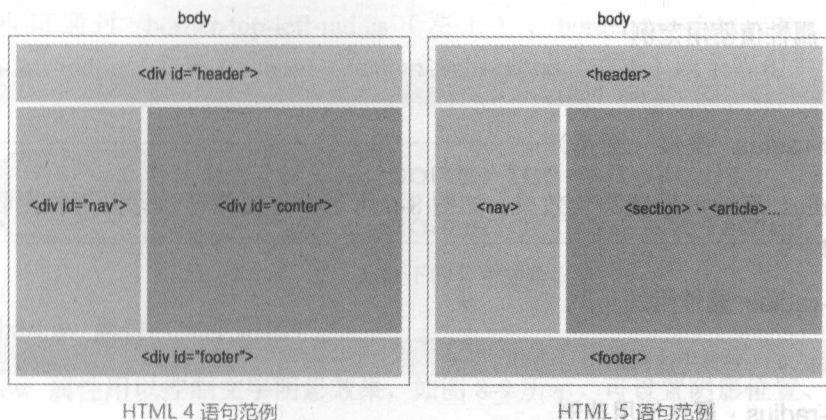 body
body
<div id="header">
<header>
<div id="nav">
<div id="conter">
<nav>
<section> 、<article>...
<div id="footer">
<footer>
HTML 4 语句范例
HTML 5 语句范例